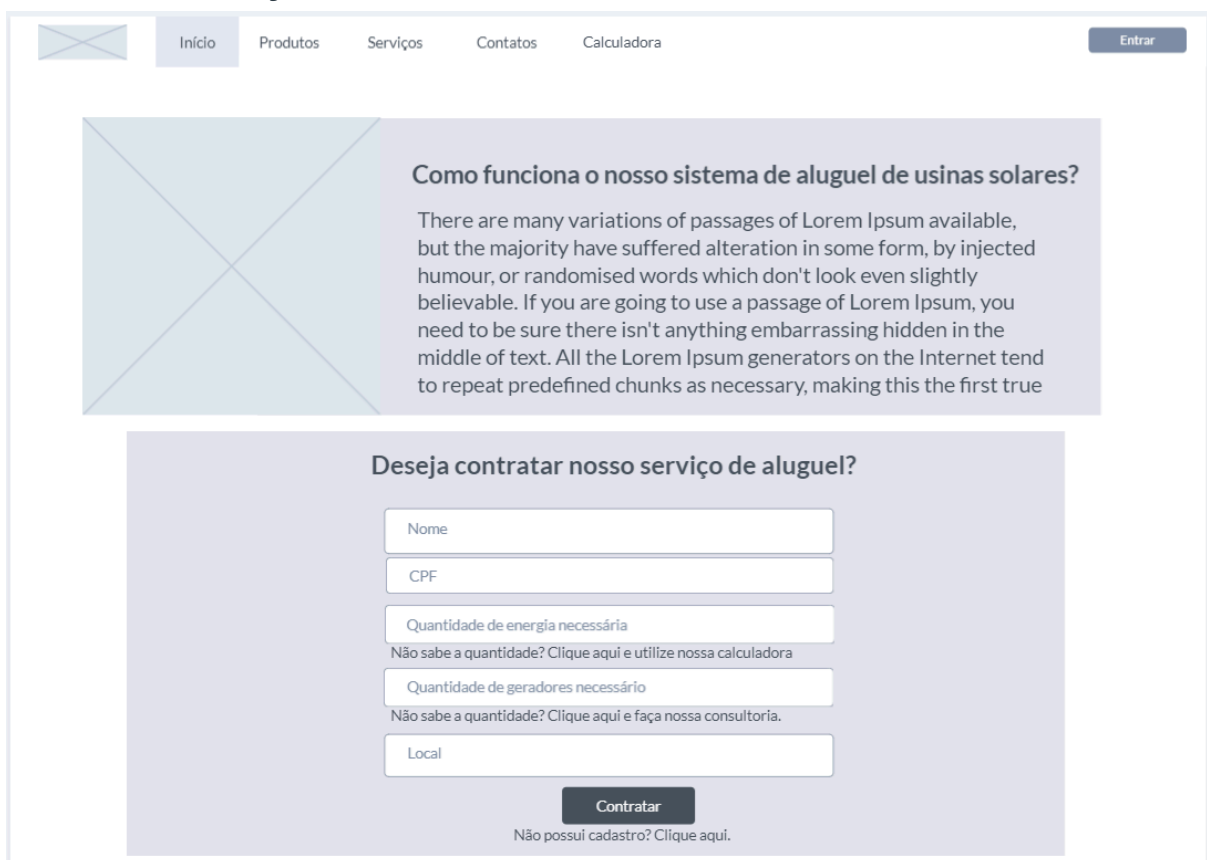 Início
Produtos
Serviços
Contatos
Calculadora
Entrar
Como funciona o nosso sistema de aluguel de usinas solares?
There are many variations of passages of Lorem Ipsum available,
but the majority have suffered alteration in some form, by injected
humour, or randomised words which don't look even slightly
believable. If you are going to use a passage of Lorem Ipsum, you
need to be sure there isn't anything embarrassing hidden in the
middle of text. All the Lorem Ipsum generators on the Internet tend
to repeat predefined chunks as necessary, making this the first true
Deseja contratar nosso serviço de aluguel?
Nome
CPF
Quantidade de energia necessária
Não sabe a quantidade? Clique aqui e utilize nossa calculadora
Quantidade de geradores necessário
Não sabe a quantidade? Clique aqui e faça nossa consultoria.
Local
Contratar
Não possui cadastro? Clique aqui.